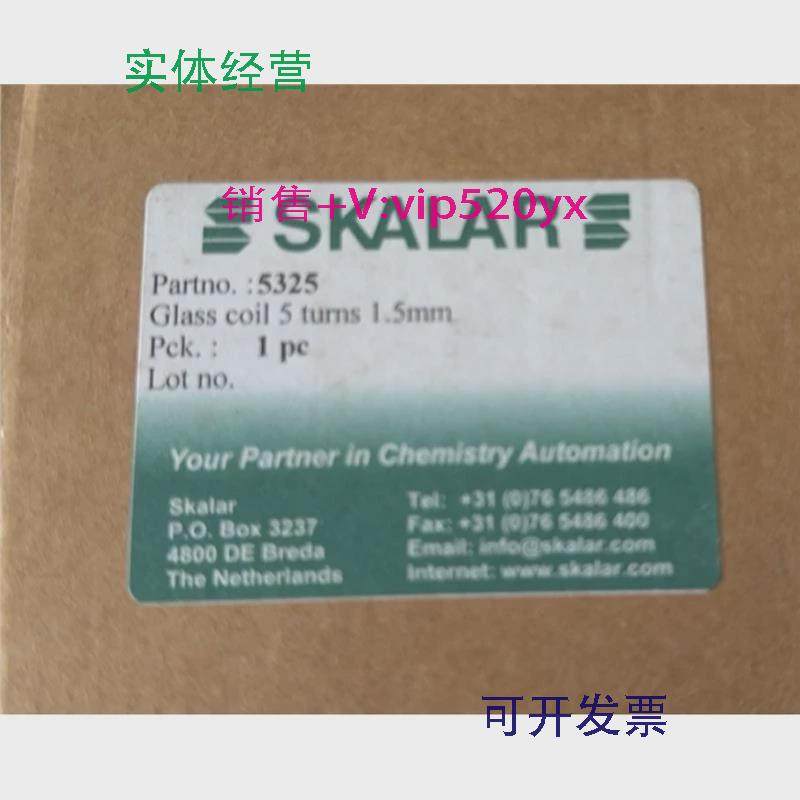 实体经营
销售+V:vip520yx
SKALAR
Partno. :5325
Glass coil 5 turns 1.5mm
Pck. : 1 pc
Lot no.
Your Partner in Chemistry Automation
Skalar
P.O. Box 3237
4800 DE Breda
The Netherlands
Tel: +31 (0)76 5486 486
Fax: +31 (0)76 5486 400
Email: info@skalar.com
Internet: www.skalar.com
可开发票